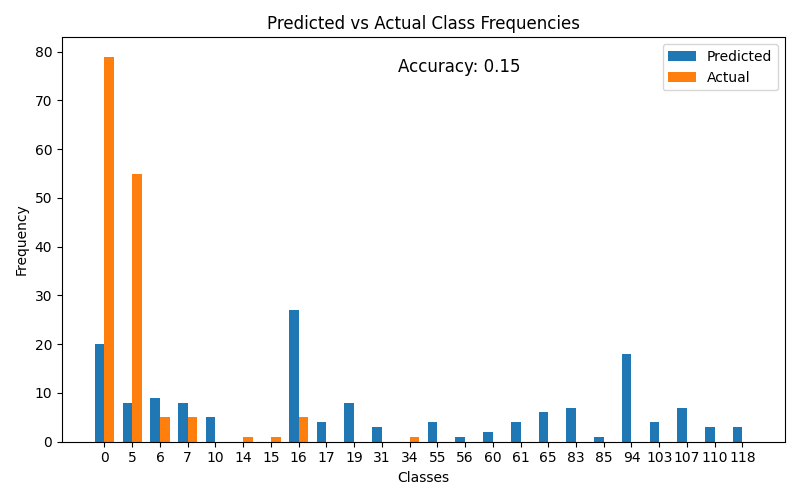 Predicted vs Actual Class Frequencies
Accuracy: 0.15
Predicted
Actual
Frequency
80
70
60
50
40
30
20
10
0
0 5 6 7 10 14 15 16 17 19 31 34 55 56 60 61 65 83 85 94 103 107 110 118
Classes